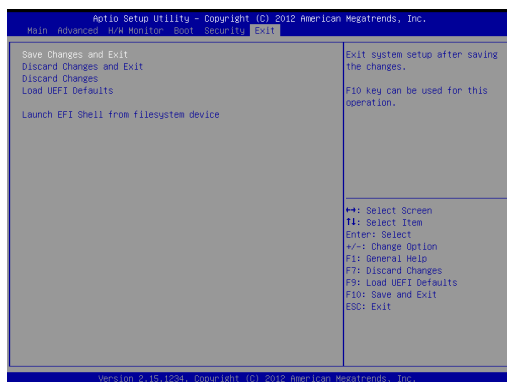 Aptio Setup Utility – Copyright (C) 2012 American Megatrends, Inc.
Main Advanced H/W Monitor Boot Security Exit
Save Changes and Exit
Discard Changes and Exit
Discard Changes
Load UEFI Defaults
Launch EFI Shell from filesystem device
Exit system setup after saving
the changes.
F10 key can be used for this
operation.
↔: Select Screen
↑↓: Select Item
Enter: Select
+/-: Change Option
F1: General Help
F7: Discard Changes
F9: Load UEFI Defaults
F10: Save and Exit
ESC: Exit
Version 2.15.1234. Copyright (C) 2012 American Megatrends, Inc.